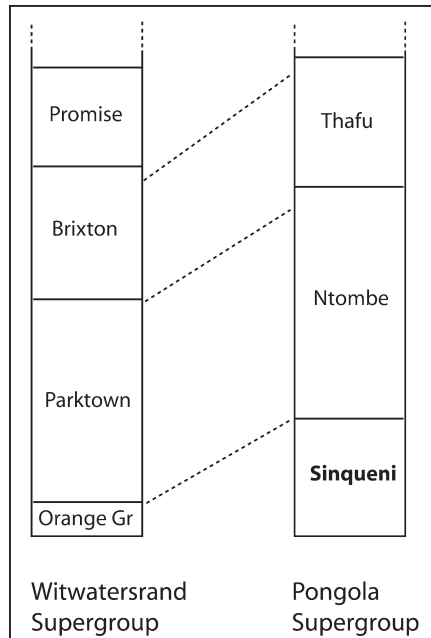 Promise
Brixton
Parktown
Orange Gr
Witwatersrand
Supergroup
Thafu
Ntombe
Sinqueni
Pongola
Supergroup